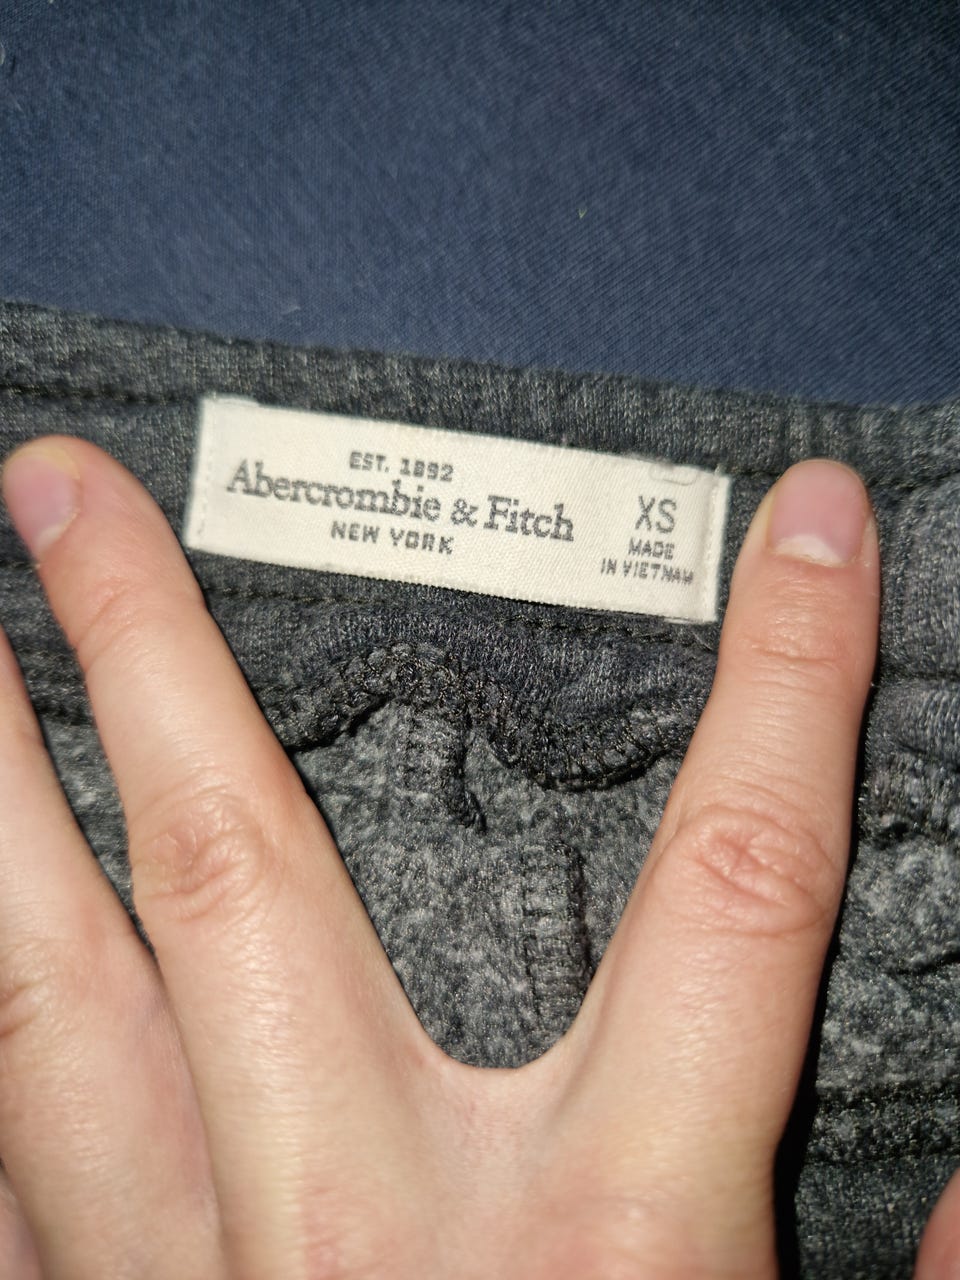 EST. 1892
Abercrombie & Fitch
NEW YORK
XS
MADE
IN VIETNAM